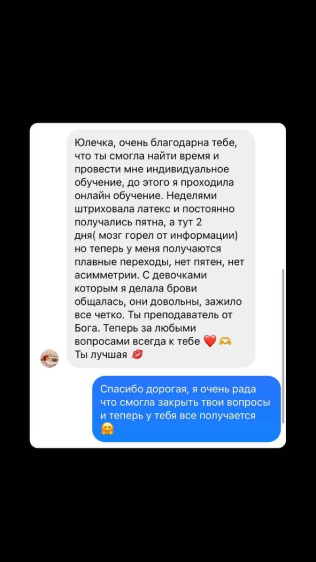 Юлечка, очень благодарна тебе,
что ты смогла найти время и
провести мне индивидуальное
обучение, до этого я проходила
онлайн обучение. Неделями
штриховала латекс и постоянно
получались пятна, а тут 2
дня( мозг горел от информации)
но теперь у меня получаются
плавные переходы, нет пятен, нет
асимметрии. С девочками
которым я делала брови
общалась, они довольны, зажило
все четко. Ты преподаватель от
Бога. Теперь за любыми
вопросами всегда к тебе ❤️🫶
Ты лучшая 💋
Спасибо дорогая, я очень рада
что смогла закрыть твои вопросы
и теперь у тебя все получается
🤗